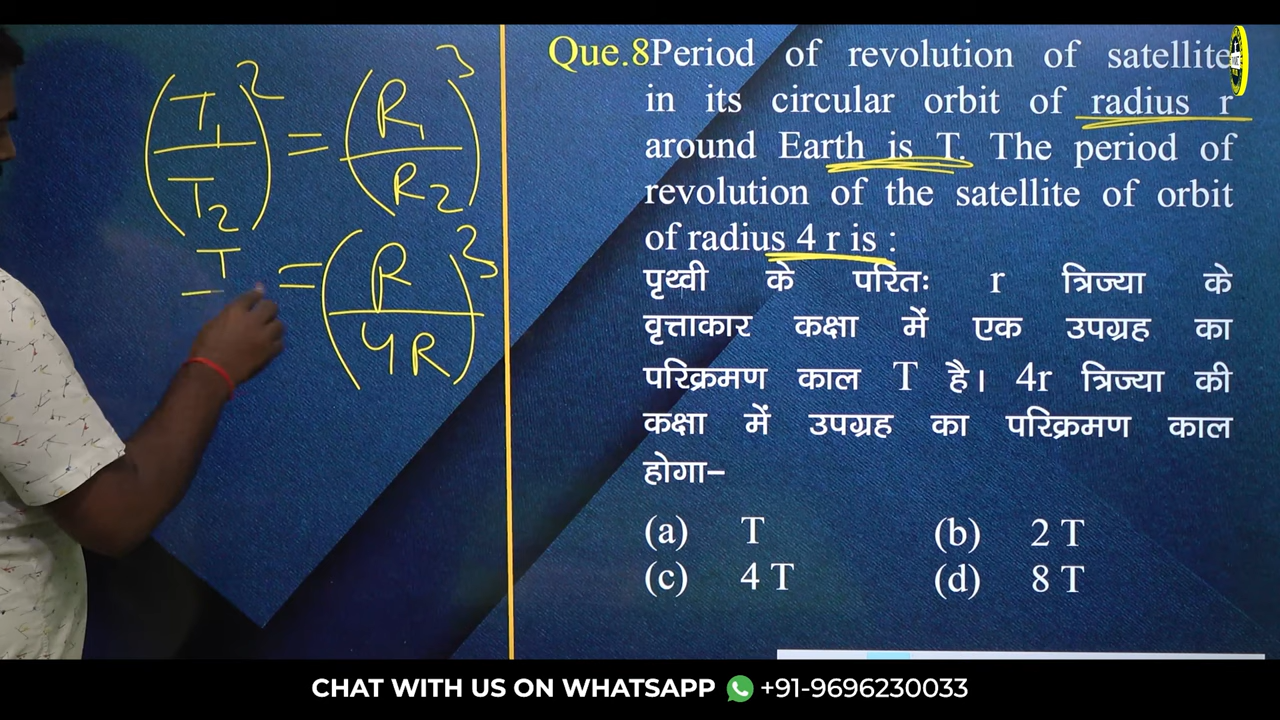 (T₁/T₂)² = (R₁/R₂)³
T/ = (R/4R)³
Que.8Period of revolution of satellite
in its circular orbit of radius r
around Earth is T. The period of
revolution of the satellite of orbit
of radius 4 r is :
पृथ्वी के परितः r त्रिज्या के
वृत्ताकार कक्षा में एक उपग्रह का
परिक्रमण काल T है। 4r त्रिज्या की
कक्षा में उपग्रह का परिक्रमण काल
होगा–
(a) T (b) 2 T
(c) 4 T (d) 8 T
CHAT WITH US ON WHATSAPP +91-9696230033